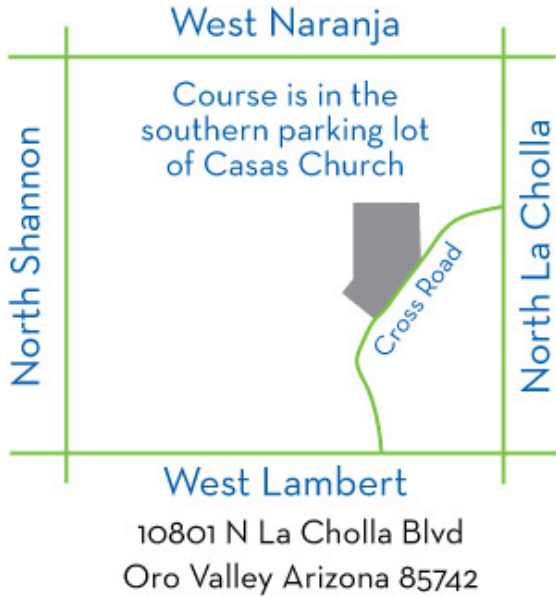 West Naranja
Course is in the
southern parking lot
of Casas Church
North Shannon
North La Cholla
Cross Road
West Lambert
10801 N La Cholla Blvd
Oro Valley Arizona 85742